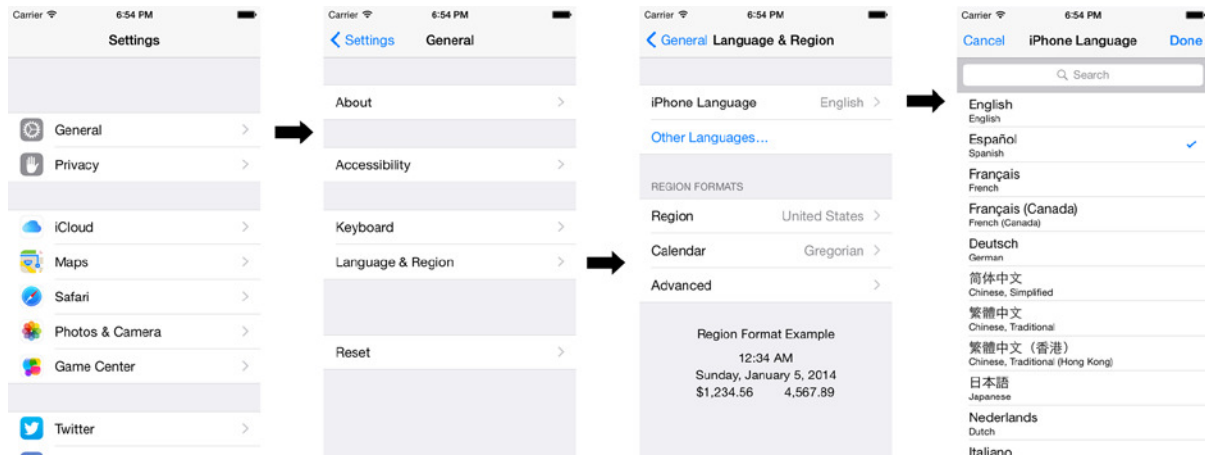 Carrier 6:54 PM
Settings
General
Privacy
iCloud
Maps
Safari
Photos & Camera
Game Center
Twitter
Carrier 6:54 PM
Settings General
About
Accessibility
Keyboard
Language & Region
Reset
Carrier 6:54 PM
General Language & Region
iPhone Language English
Other Languages...
REGION FORMATS
Region United States
Calendar Gregorian
Advanced
Region Format Example
12:34 AM
Sunday, January 5, 2014
$1,234.56 4,567.89
Carrier 6:54 PM
Cancel iPhone Language Done
Search
English
English
Español
Spanish
Français
French
Français (Canada)
French (Canada)
Deutsch
German
简体中文
Chinese, Simplified
繁體中文
Chinese, Traditional
繁體中文（香港）
Chinese, Traditional (Hong Kong)
日本語
Japanese
Nederlands
Dutch
Italiano